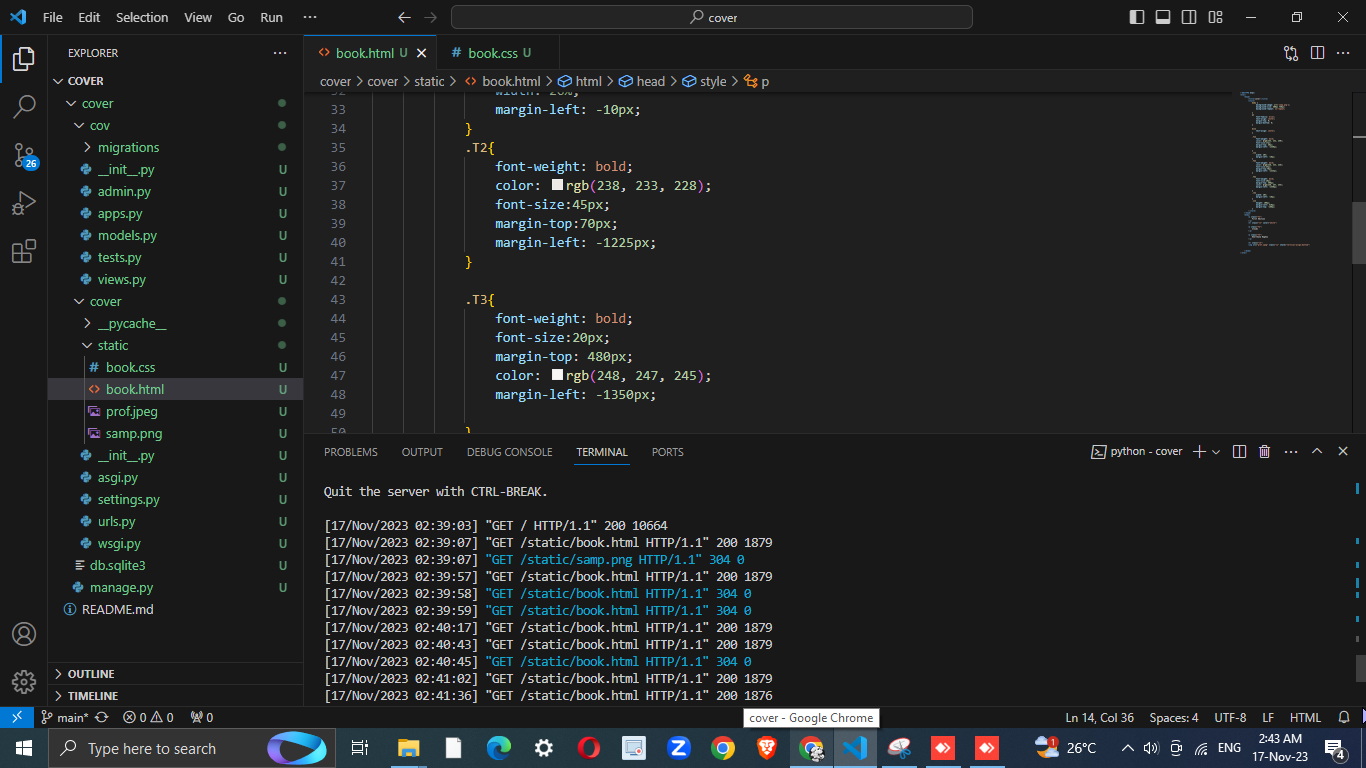 File Edit Selection View Go Run ··· cover
EXPLORER ···
COVER
cover
cov
migrations
__init__.py U
admin.py U
apps.py U
models.py U
tests.py U
views.py U
cover
__pycache__
static
book.css U
book.html U
prof.jpeg U
samp.png U
__init__.py U
asgi.py U
settings.py U
urls.py U
wsgi.py U
db.sqlite3 U
manage.py U
README.md
OUTLINE
TIMELINE
26
book.html U
book.css U
cover > cover > static > book.html > html > head > style > p
32 width: 20%;
33 margin-left: -10px;
34 }
35 .T2{
36 font-weight: bold;
37 color: rgb(238, 233, 228);
38 font-size:45px;
39 margin-top:70px;
40 margin-left: -1225px;
41 }
42
43 .T3{
44 font-weight: bold;
45 font-size:20px;
46 margin-top: 480px;
47 color: rgb(248, 247, 245);
48 margin-left: -1350px;
49
50 }
PROBLEMS OUTPUT DEBUG CONSOLE TERMINAL PORTS python - cover
Quit the server with CTRL-BREAK.
[17/Nov/2023 02:39:03] "GET / HTTP/1.1" 200 10664
[17/Nov/2023 02:39:07] "GET /static/book.html HTTP/1.1" 200 1879
[17/Nov/2023 02:39:07] "GET /static/samp.png HTTP/1.1" 304 0
[17/Nov/2023 02:39:57] "GET /static/book.html HTTP/1.1" 200 1879
[17/Nov/2023 02:39:58] "GET /static/book.html HTTP/1.1" 304 0
[17/Nov/2023 02:39:59] "GET /static/book.html HTTP/1.1" 304 0
[17/Nov/2023 02:40:17] "GET /static/book.html HTTP/1.1" 200 1879
[17/Nov/2023 02:40:43] "GET /static/book.html HTTP/1.1" 200 1879
[17/Nov/2023 02:40:45] "GET /static/book.html HTTP/1.1" 304 0
[17/Nov/2023 02:41:02] "GET /static/book.html HTTP/1.1" 200 1879
[17/Nov/2023 02:41:36] "GET /static/book.html HTTP/1.1" 200 1876
main* 0 0 0 Ln 14, Col 36 Spaces: 4 UTF-8 LF HTML
cover - Google Chrome
Type here to search
1 26°C ENG 2:43 AM
17-Nov-23 4